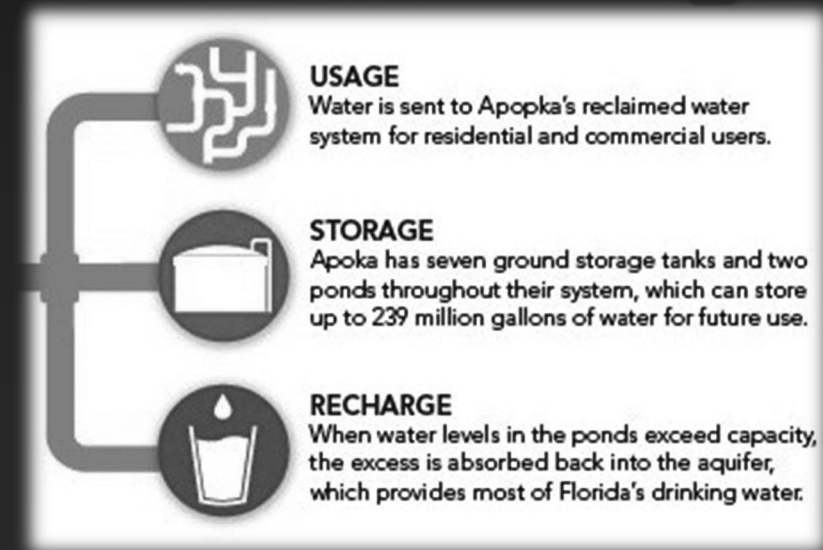 USAGE
Water is sent to Apopka's reclaimed water
system for residential and commercial users.
STORAGE
Apoka has seven ground storage tanks and two
ponds throughout their system, which can store
up to 239 million gallons of water for future use.
RECHARGE
When water levels in the ponds exceed capacity,
the excess is absorbed back into the aquifer,
which provides most of Florida's drinking water.